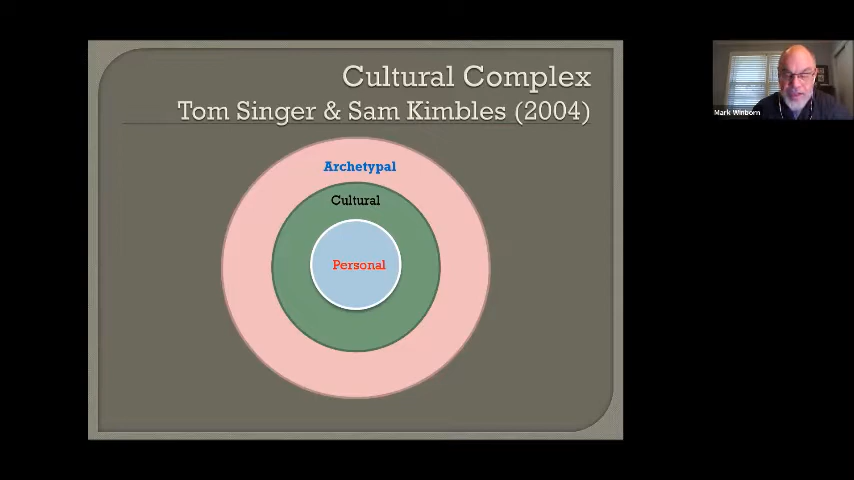 Cultural Complex
Tom Singer & Sam Kimbles (2004)
Archetypal
Cultural
Personal
Mark Winborn